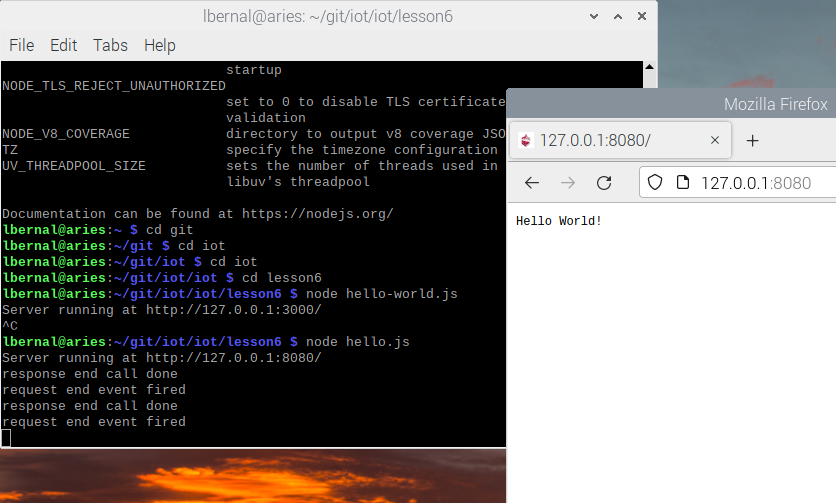 lbernal@aries: ~/git/iot/iot/lesson6
File Edit Tabs Help
startup
NODE_TLS_REJECT_UNAUTHORIZED
set to 0 to disable TLS certificate
validation
NODE_V8_COVERAGE directory to output v8 coverage JSO
TZ specify the timezone configuration
UV_THREADPOOL_SIZE sets the number of threads used in
libuv's threadpool
Documentation can be found at https://nodejs.org/
lbernal@aries:~ $ cd git
lbernal@aries:~/git $ cd iot
lbernal@aries:~/git/iot $ cd iot
lbernal@aries:~/git/iot/iot $ cd lesson6
lbernal@aries:~/git/iot/iot/lesson6 $ node hello-world.js
Server running at http://127.0.0.1:3000/
^C
lbernal@aries:~/git/iot/iot/lesson6 $ node hello.js
Server running at http://127.0.0.1:8080/
response end call done
request end event fired
response end call done
request end event fired
Mozilla Firefox
127.0.0.1:8080/
127.0.0.1:8080
Hello World!